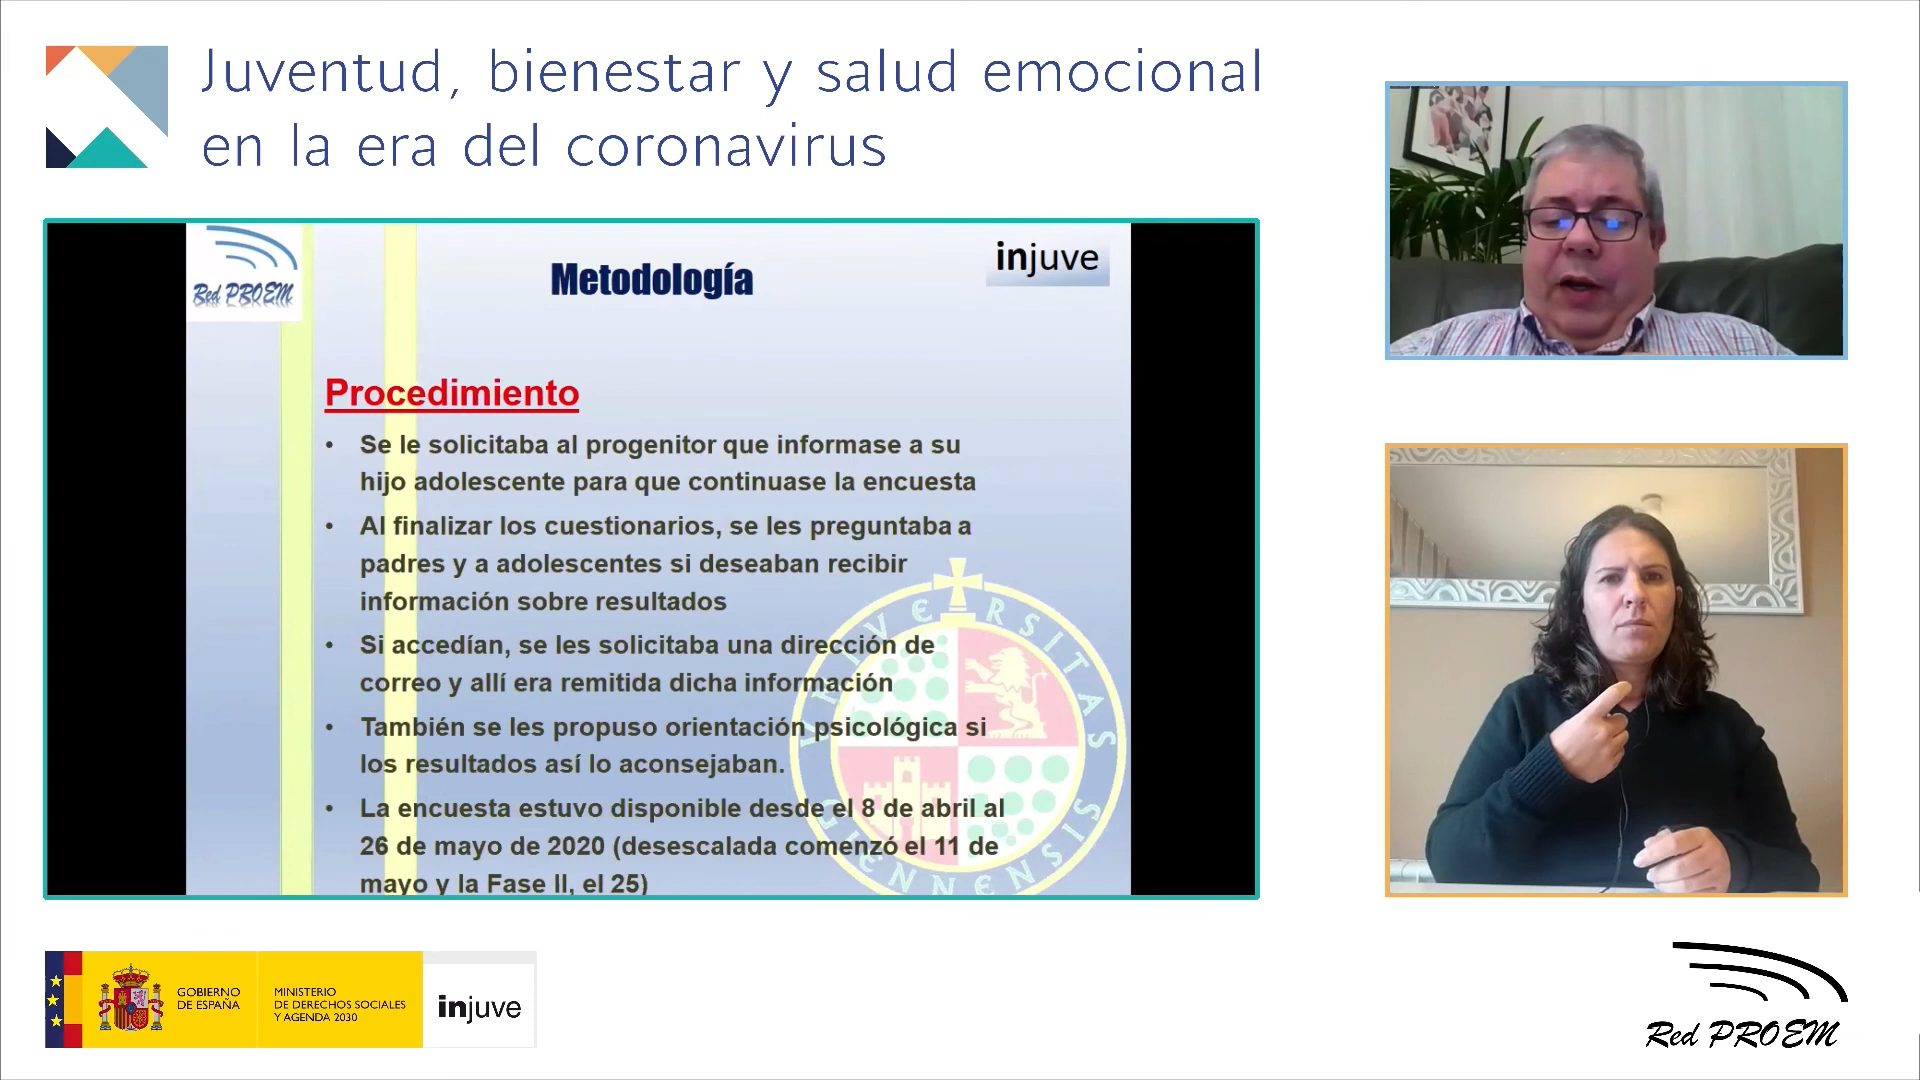 Juventud, bienestar y salud emocional
en la era del coronavirus
Red PROEM
Metodología
injuve
Procedimiento
• Se le solicitaba al progenitor que informase a su
hijo adolescente para que continuase la encuesta
• Al finalizar los cuestionarios, se les preguntaba a
padres y a adolescentes si deseaban recibir
información sobre resultados
• Si accedían, se les solicitaba una dirección de
correo y allí era remitida dicha información
• También se les propuso orientación psicológica si
los resultados así lo aconsejaban.
• La encuesta estuvo disponible desde el 8 de abril al
26 de mayo de 2020 (desescalada comenzó el 11 de
mayo y la Fase II, el 25)
VNIVERSITAS
GIENNENSIS
GOBIERNO
DE ESPAÑA
MINISTERIO
DE DERECHOS SOCIALES
Y AGENDA 2030
injuve
Red PROEM